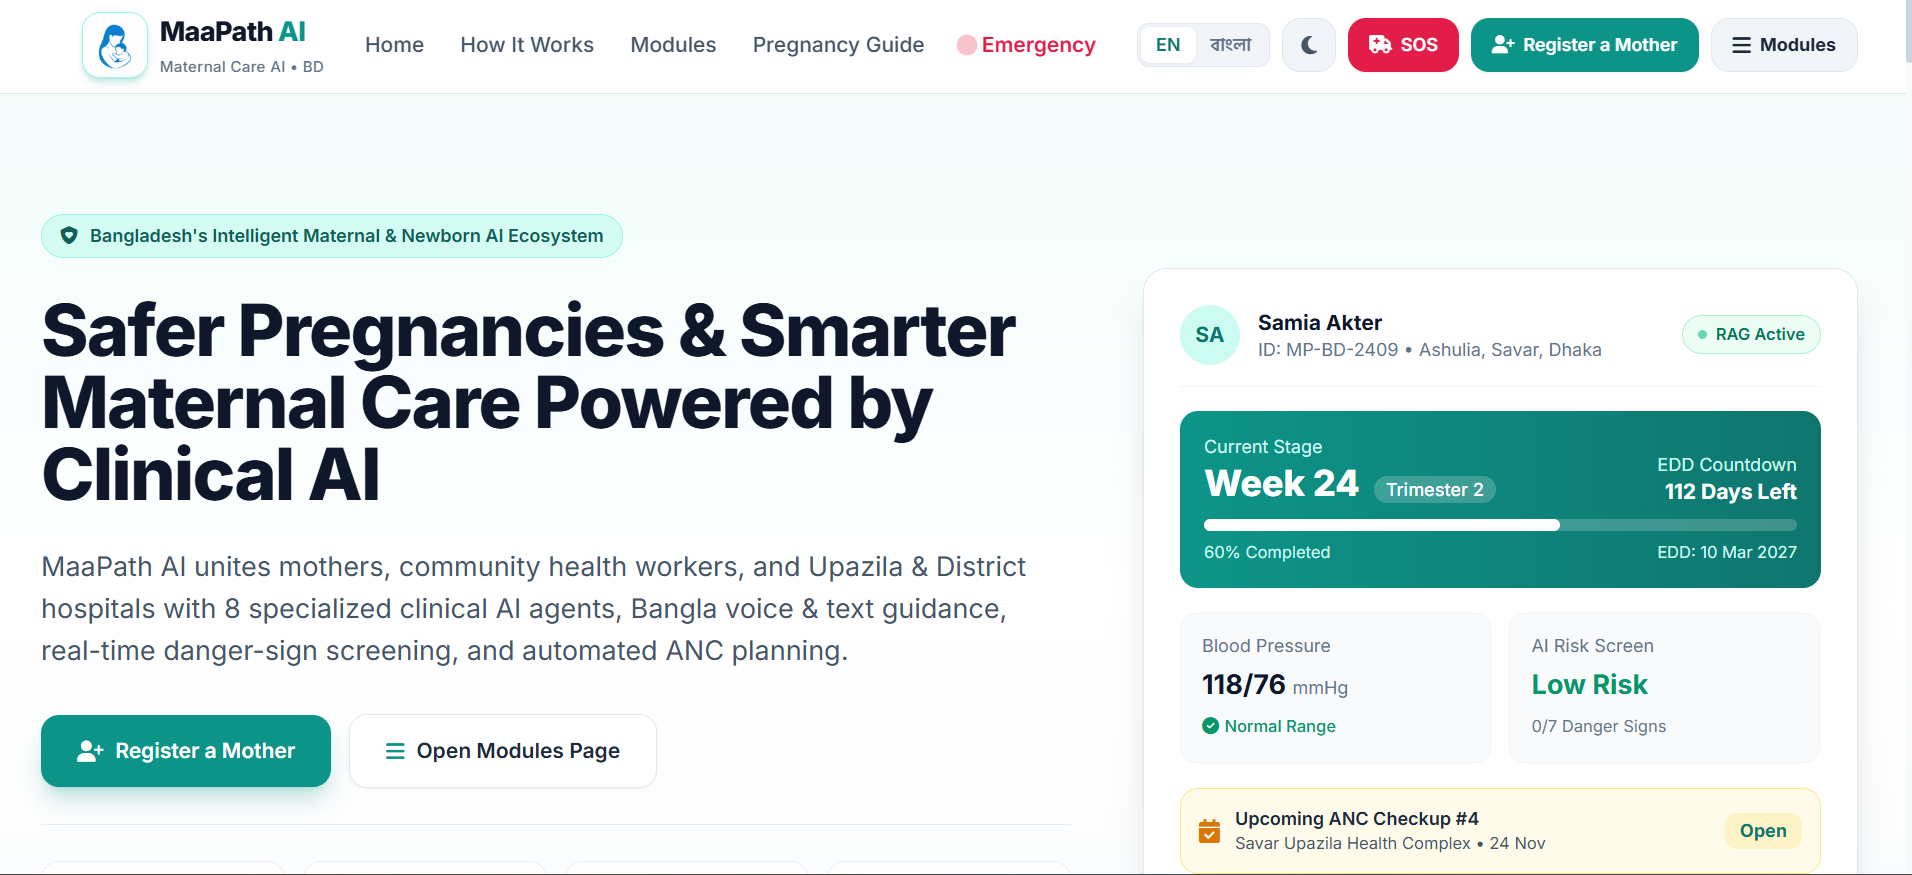 MaaPath AI
Maternal Care AI • BD
Home
How It Works
Modules
Pregnancy Guide
Emergency
EN
বাংলা
SOS
Register a Mother
Modules
Bangladesh's Intelligent Maternal & Newborn AI Ecosystem
Safer Pregnancies & Smarter
Maternal Care Powered by
Clinical AI
MaaPath AI unites mothers, community health workers, and Upazila & District
hospitals with 8 specialized clinical AI agents, Bangla voice & text guidance,
real-time danger-sign screening, and automated ANC planning.
Register a Mother
Open Modules Page
SA
Samia Akter
ID: MP-BD-2409 • Ashulia, Savar, Dhaka
RAG Active
Current Stage
Week 24
Trimester 2
EDD Countdown
112 Days Left
60% Completed
EDD: 10 Mar 2027
Blood Pressure
118/76 mmHg
Normal Range
AI Risk Screen
Low Risk
0/7 Danger Signs
Upcoming ANC Checkup #4
Savar Upazila Health Complex • 24 Nov
Open